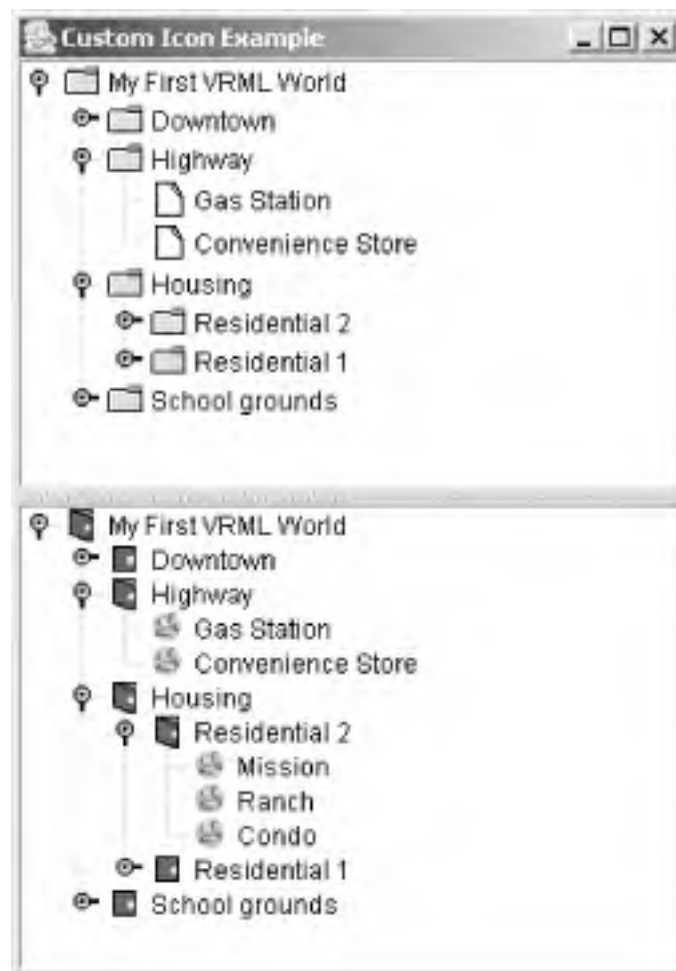 Custom Icon Example
My First VRML World
Downtown
Highway
Gas Station
Convenience Store
Housing
Residential 2
Residential 1
School grounds
My First VRML World
Downtown
Highway
Gas Station
Convenience Store
Housing
Residential 2
Mission
Ranch
Condo
Residential 1
School grounds